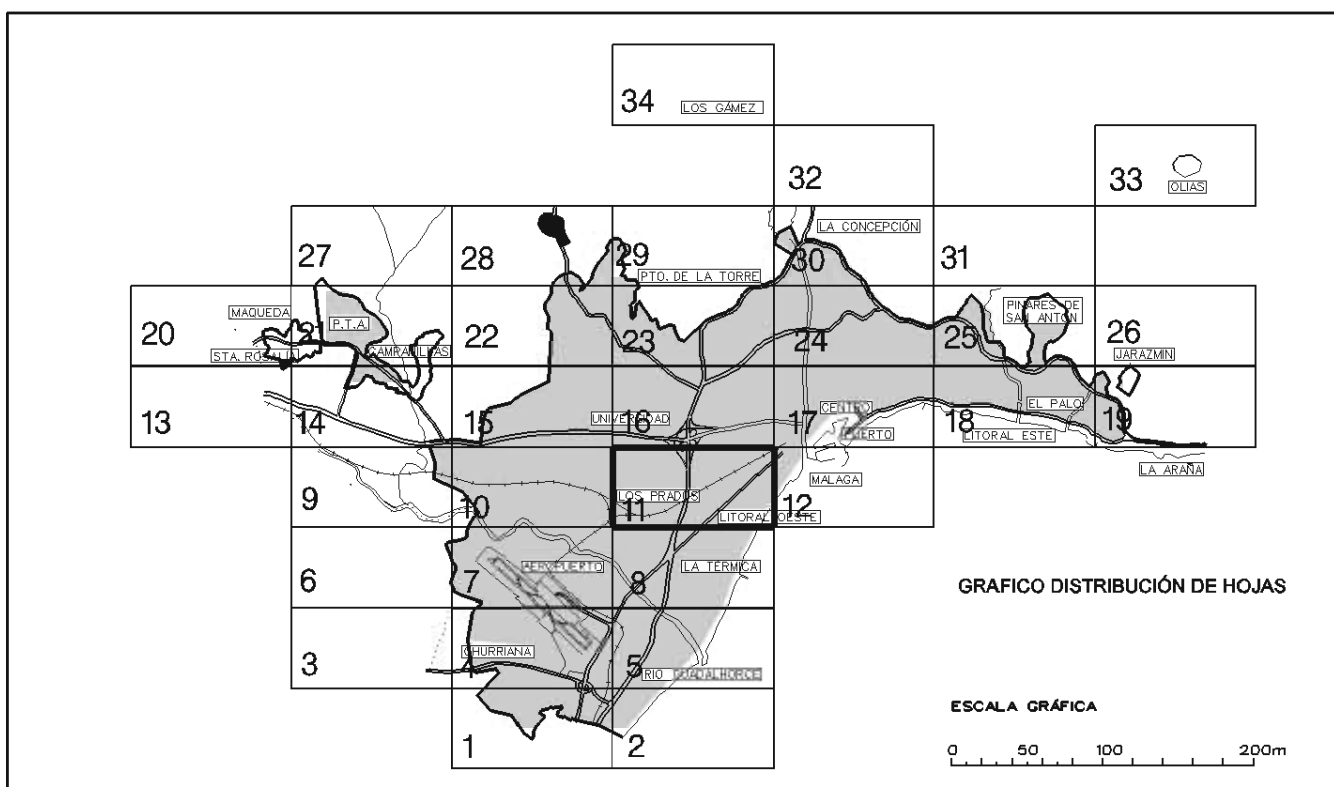 34 LOS GÁMEZ
32
33
OLIAS
LA CONCEPCIÓN
27
28
29
30
31
PTO. DE LA TORRE
MAQUEDA
P.T.A.
PINARES DE
SAN ANTON
20
21
22
23
24
25
26
STA. ROSALIA
CAMPANILLAS
JARAZMIN
CENTRO
EL PALO
13
14
15
UNIVERSIDAD
16
17
18
19
PUERTO
LITORAL ESTE
LA ARAÑA
MALAGA
LOS PRADOS
9
10
11
LITORAL OESTE
12
AEROPUERTO
LA TÉRMICA
6
7
8
GRAFICO DISTRIBUCIÓN DE HOJAS
CHURRIANA
3
5
RIO GUADALHORCE
ESCALA GRÁFICA
1
2
0 50 100 200m